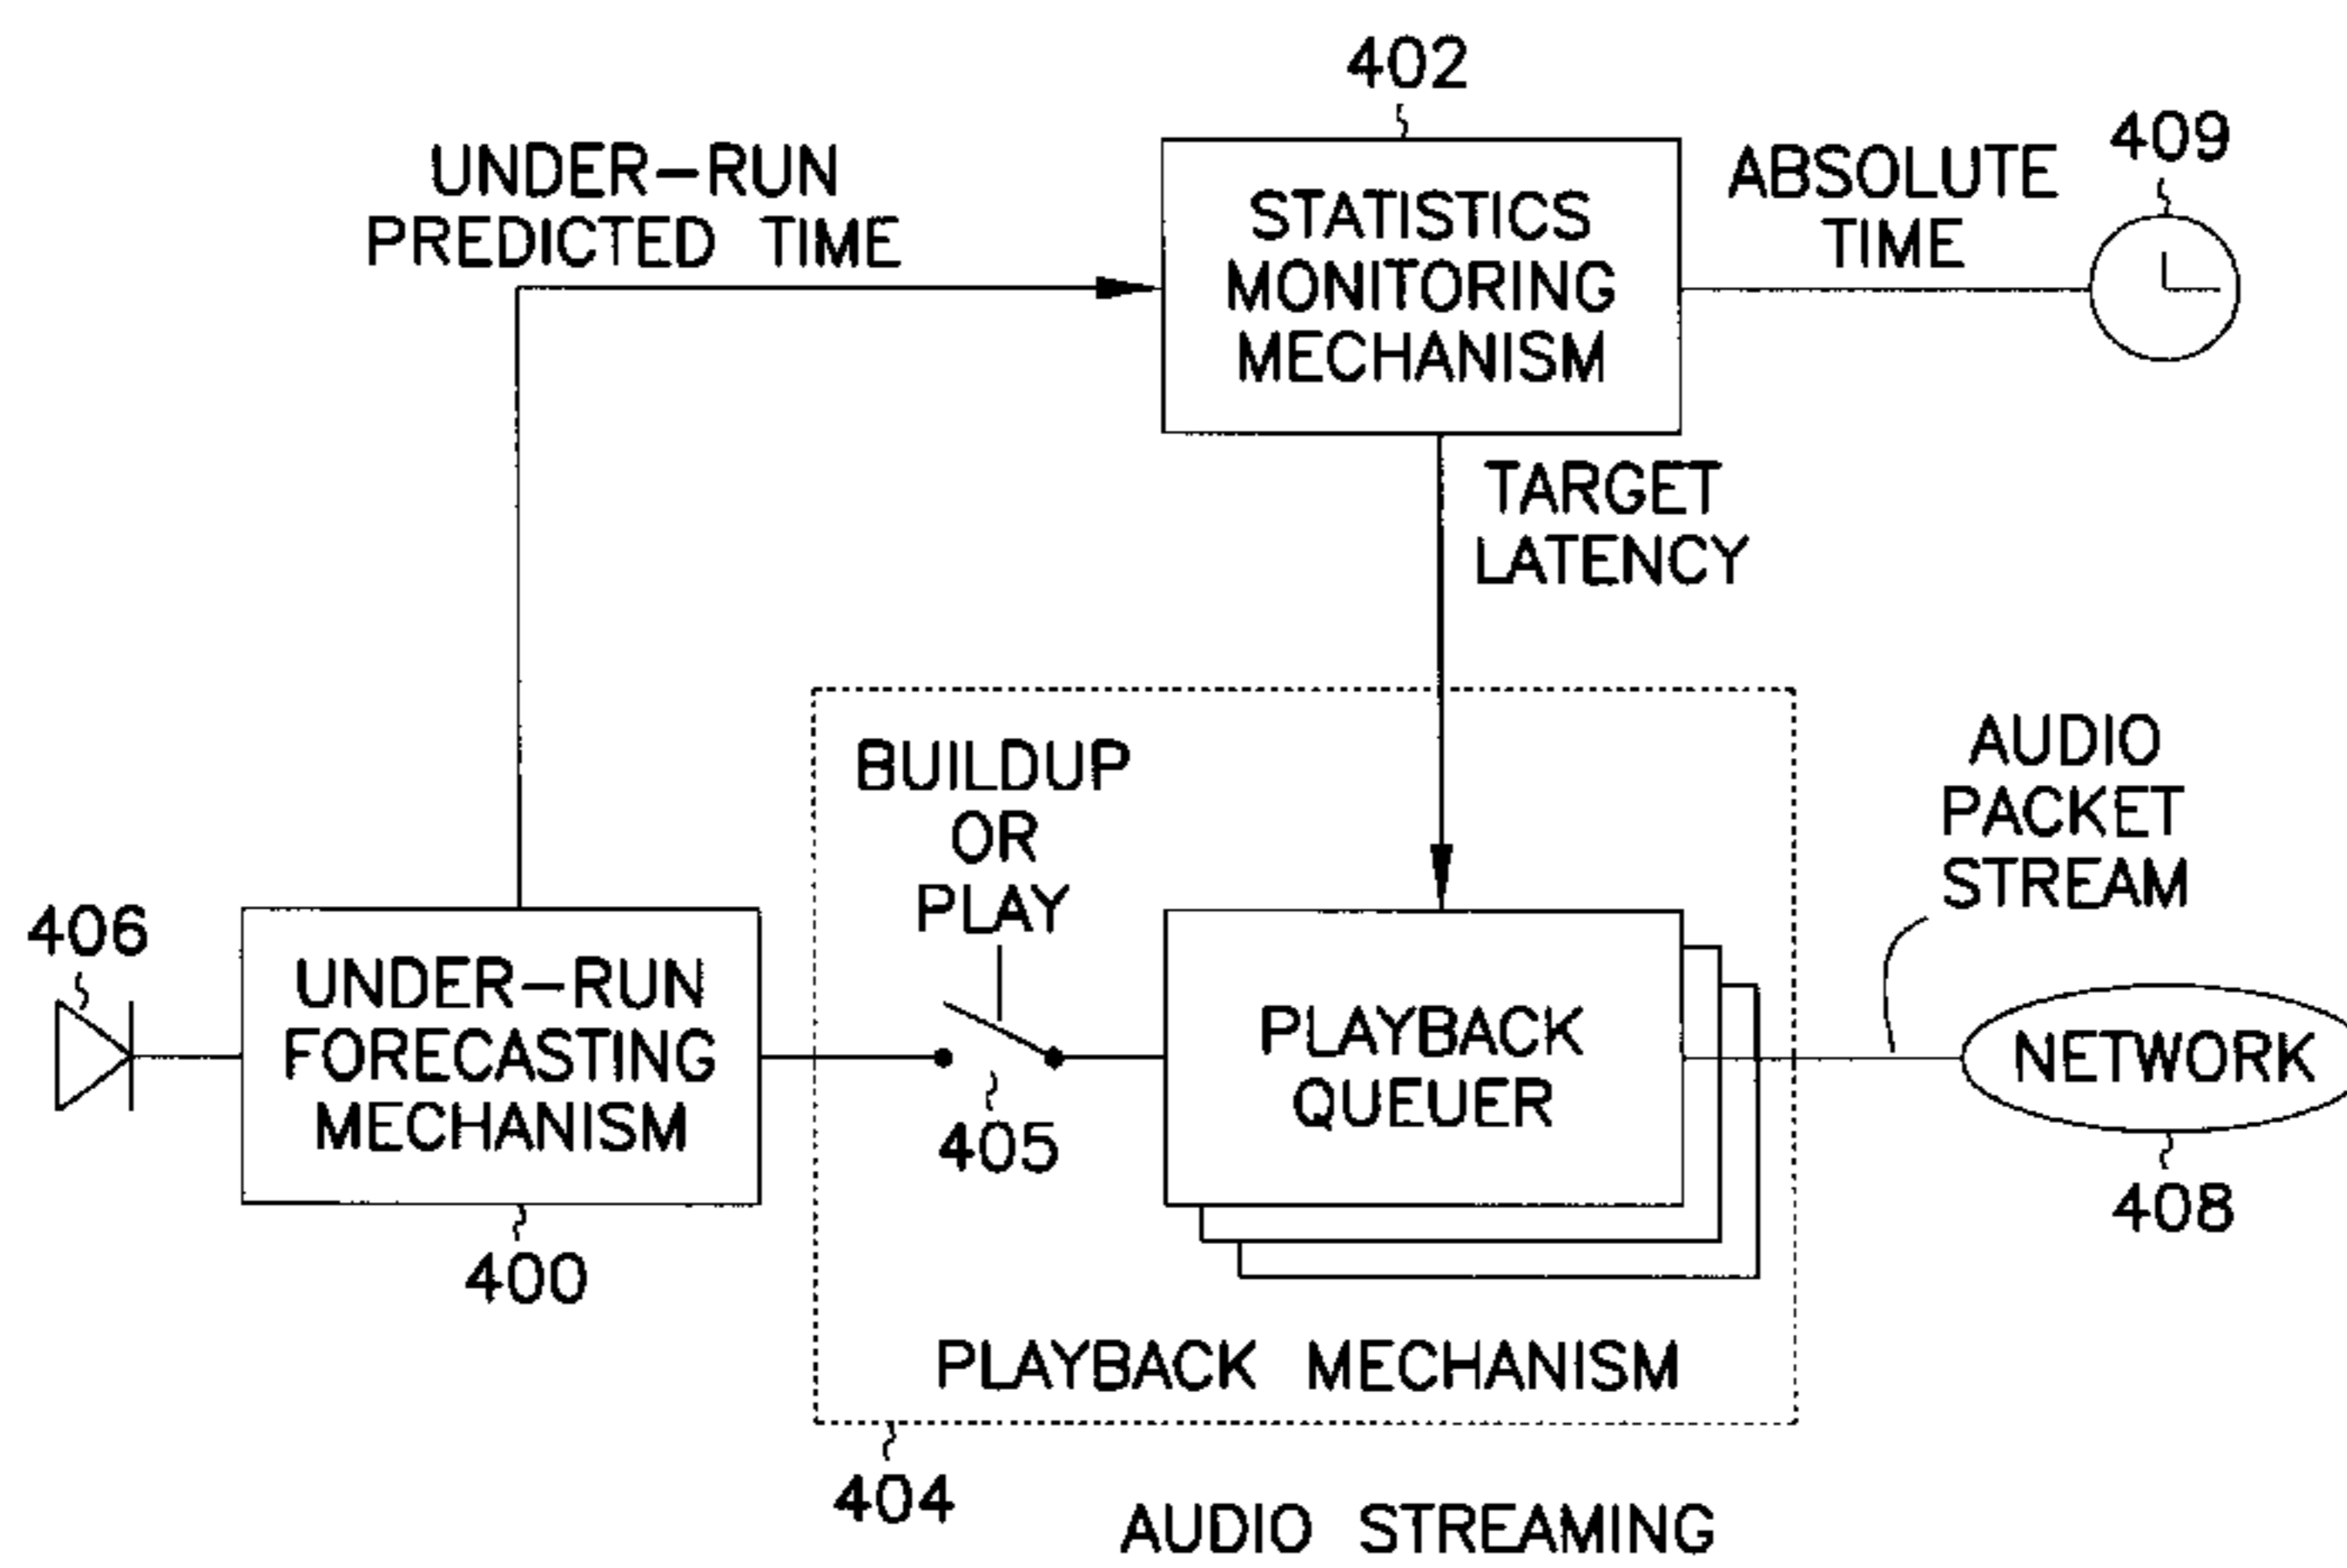 402
409
UNDER-RUN
PREDICTED TIME
STATISTICS
MONITORING
MECHANISM
ABSOLUTE
TIME
TARGET
LATENCY
BUILDUP
OR
PLAY
AUDIO
PACKET
STREAM
406
UNDER-RUN
FORECASTING
MECHANISM
PLAYBACK
QUEUER
NETWORK
405
408
400
PLAYBACK MECHANISM
404
AUDIO STREAMING